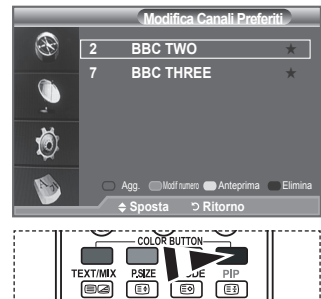 Modifica Canali Preferiti
2 BBC TWO ★
7 BBC THREE ★
Agg. Modif numero Anteprima Elimina
Sposta Ritorno
COLOR BUTTON
TEXT/MIX P.SIZE PIP